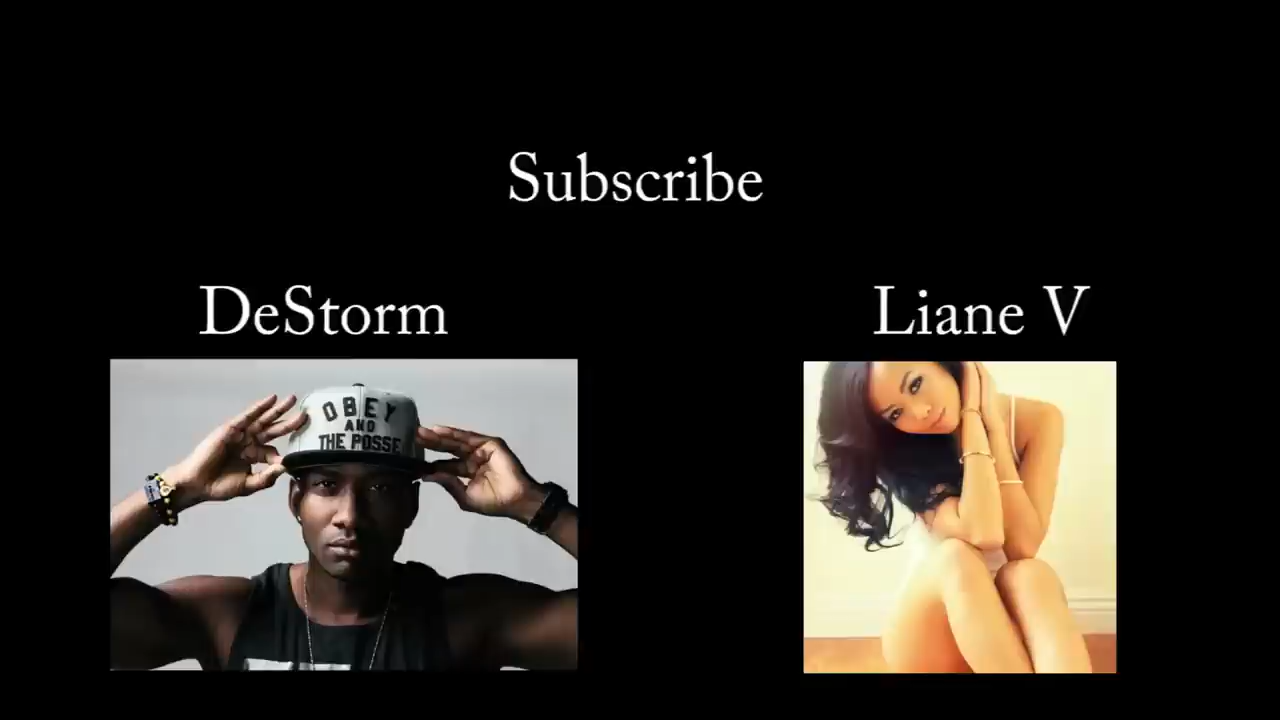 Subscribe
DeStorm
Liane V
OBEY
AND
THE POSSE